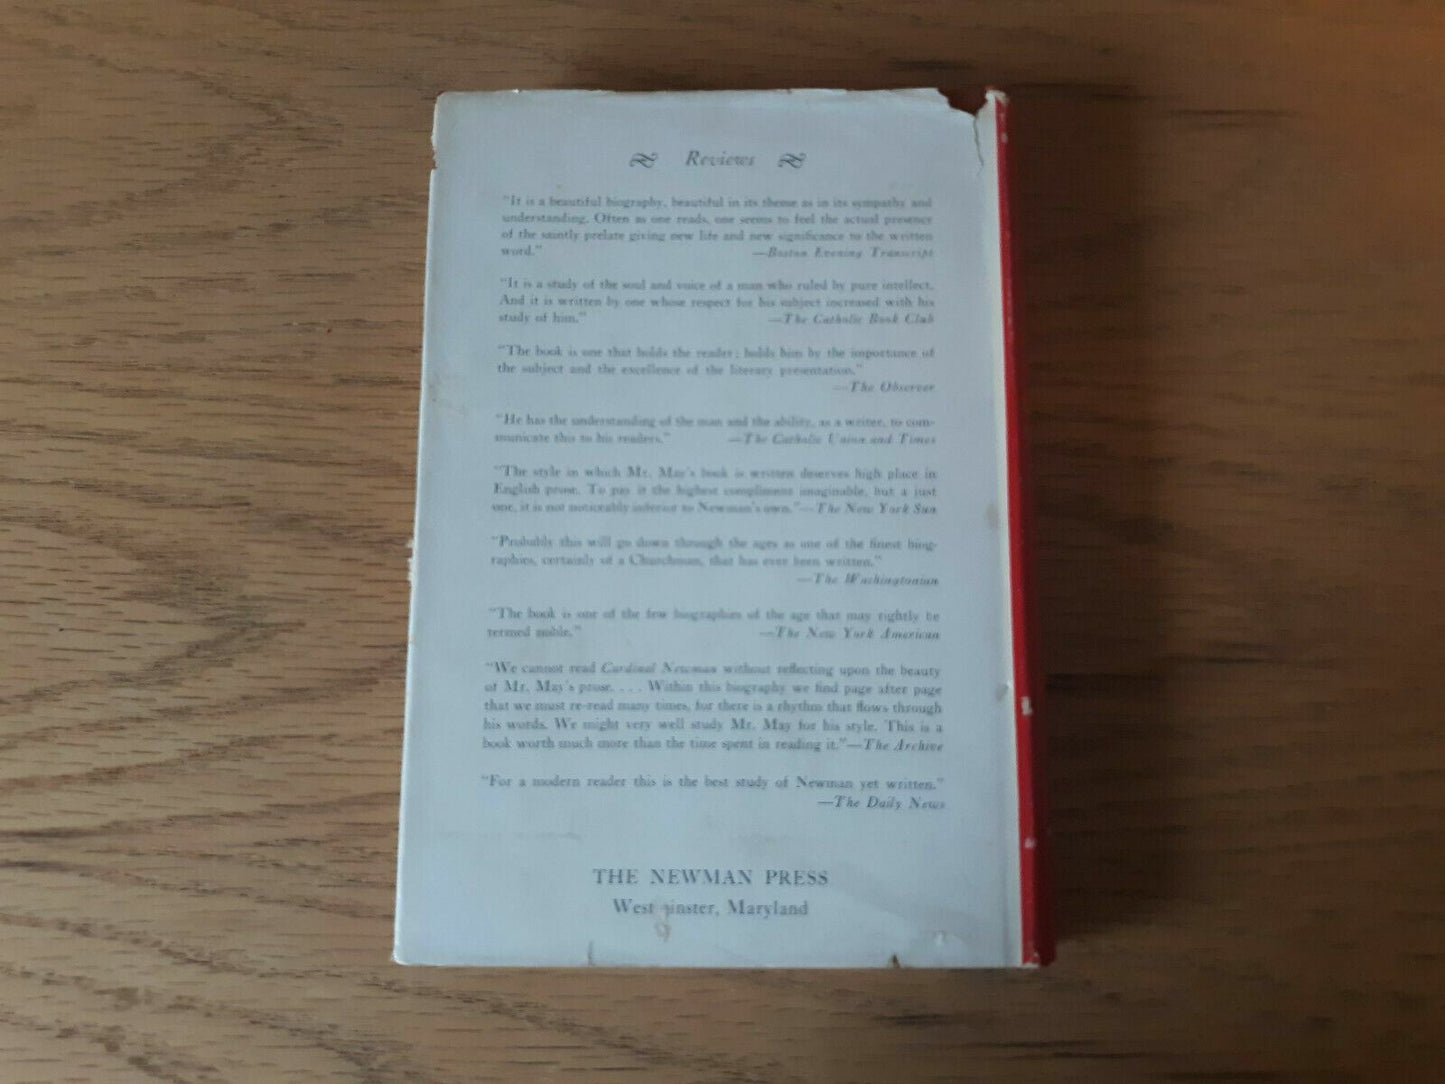 Reviews
"It is a beautiful biography, beautiful in its theme as in its sympathy and
understanding. Often as one reads, one seems to feel the actual presence
of the saintly prelate giving new life and new significance to the written
word." —Boston Evening Transcript
"It is a study of the soul and voice of a man who ruled by pure intellect.
And it is written by one whose respect for his subject increased with his
study of him." —The Catholic Book Club
"The book is one that holds the reader; holds him by the importance of
the subject and the excellence of the literary presentation."
—The Observer
"He has the understanding of the man and the ability, as a writer, to com-
municate this to his readers." —The Catholic Union and Times
"The style in which Mr. May's book is written deserves high place in
English prose. To pay it the highest compliment imaginable, but a just
one, it is not noticeably inferior to Newman's own."—The New York Sun
"Probably this will go down through the ages as one of the finest biog-
raphies, certainly of a Churchman, that has ever been written."
—The Washingtonian
"The book is one of the few biographies of the age that may rightly be
termed noble." —The New York American
"We cannot read Cardinal Newman without reflecting upon the beauty
of Mr. May's prose. . . . Within this biography we find page after page
that we must re-read many times, for there is a rhythm that flows through
his words. We might very well study Mr. May for his style. This is a
book worth much more than the time spent in reading it."—The Archive
"For a modern reader this is the best study of Newman yet written."
—The Daily News
THE NEWMAN PRESS
Westminster, Maryland